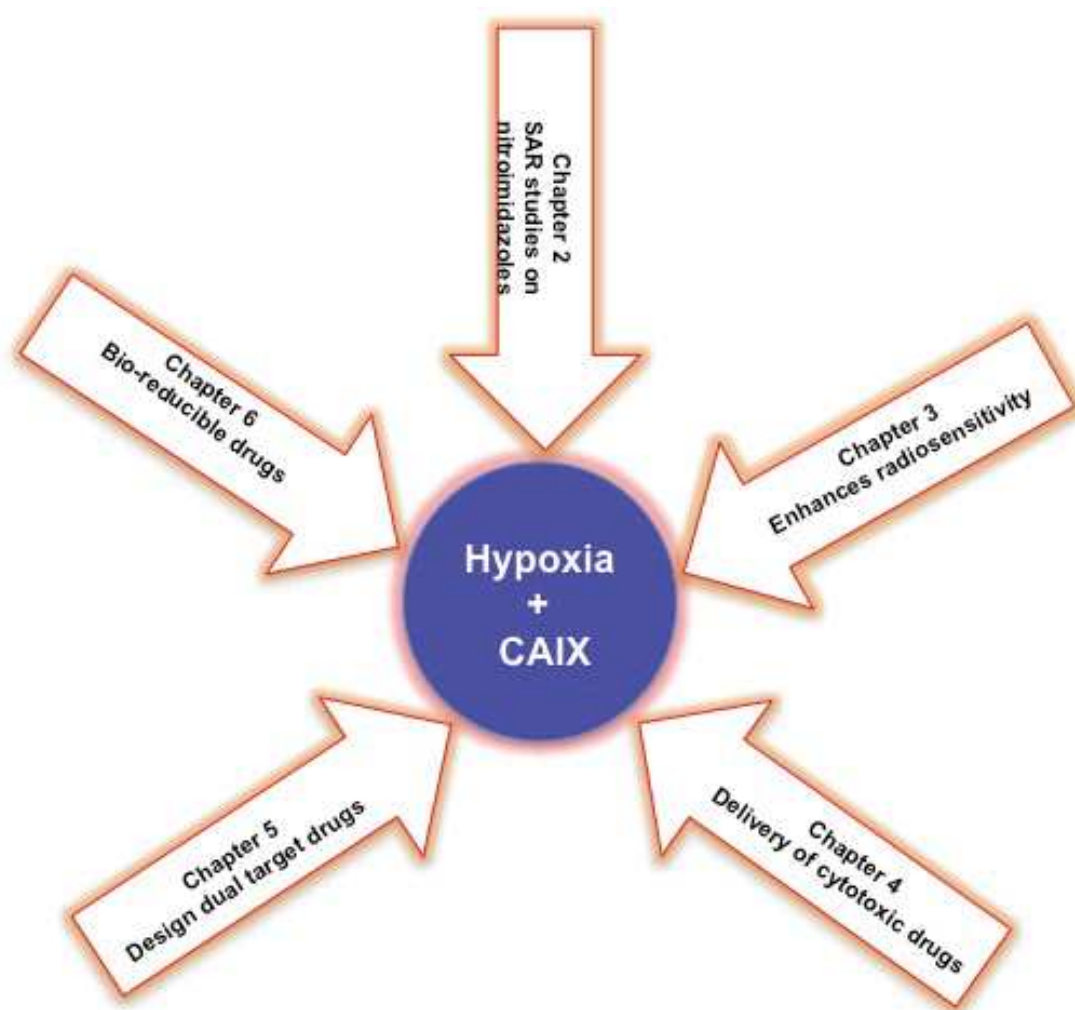 Chapter 2
SAR studies on
nitroimidazoles
Chapter 3
Enhances radiosensitivity
Chapter 4
Delivery of cytotoxic drugs
Chapter 5
Design dual target drugs
Chapter 6
Bio-reducible drugs
Hypoxia
+
CAIX